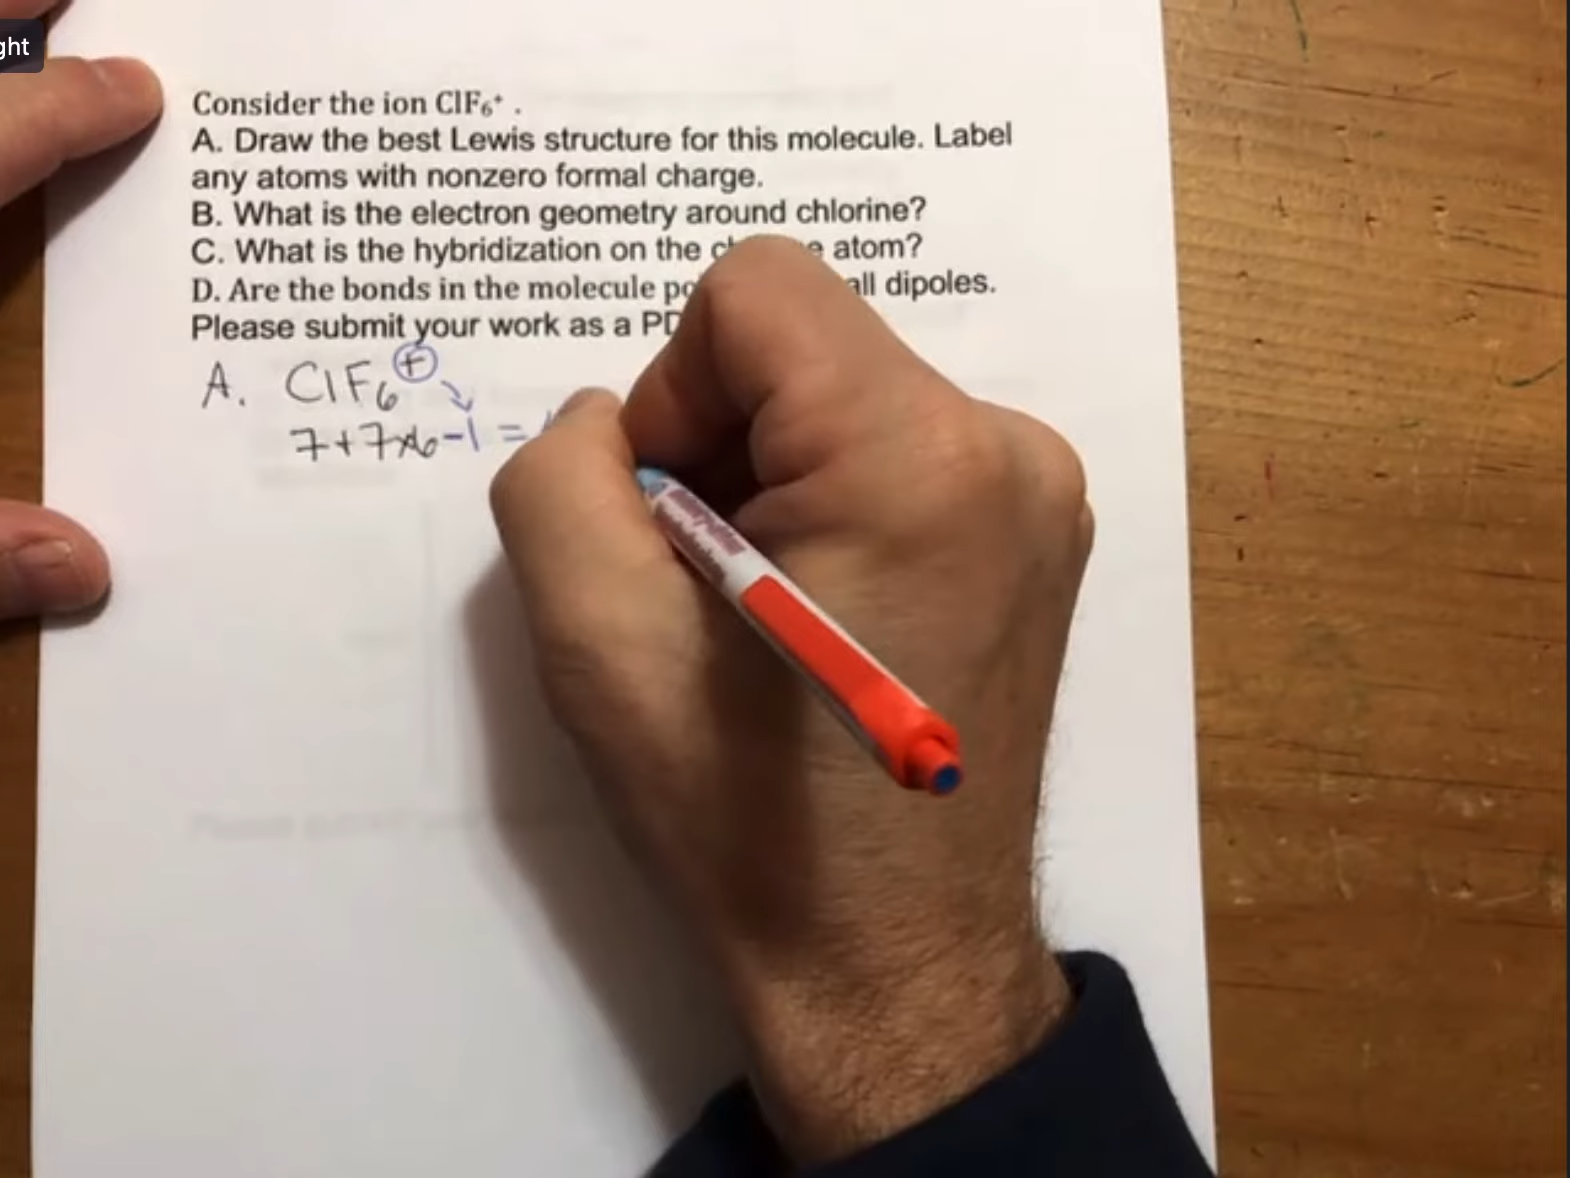 ght
Consider the ion ClF₆⁺ .
A. Draw the best Lewis structure for this molecule. Label
any atoms with nonzero formal charge.
B. What is the electron geometry around chlorine?
C. What is the hybridization on the atom?
D. Are the bonds in the molecule all dipoles.
Please submit your work as a
A. ClF₆⁺
7+7x6-1 =